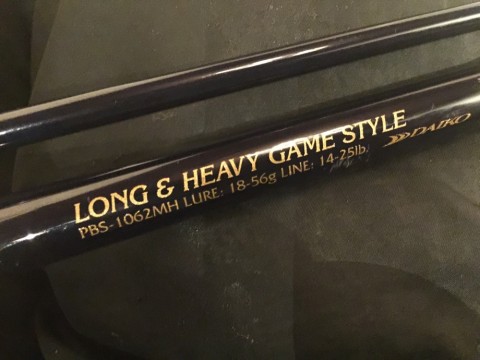 LONG & HEAVY GAME STYLE
PBS-1062MH LURE: 18-56g LINE: 14-25lb.
DAIKO